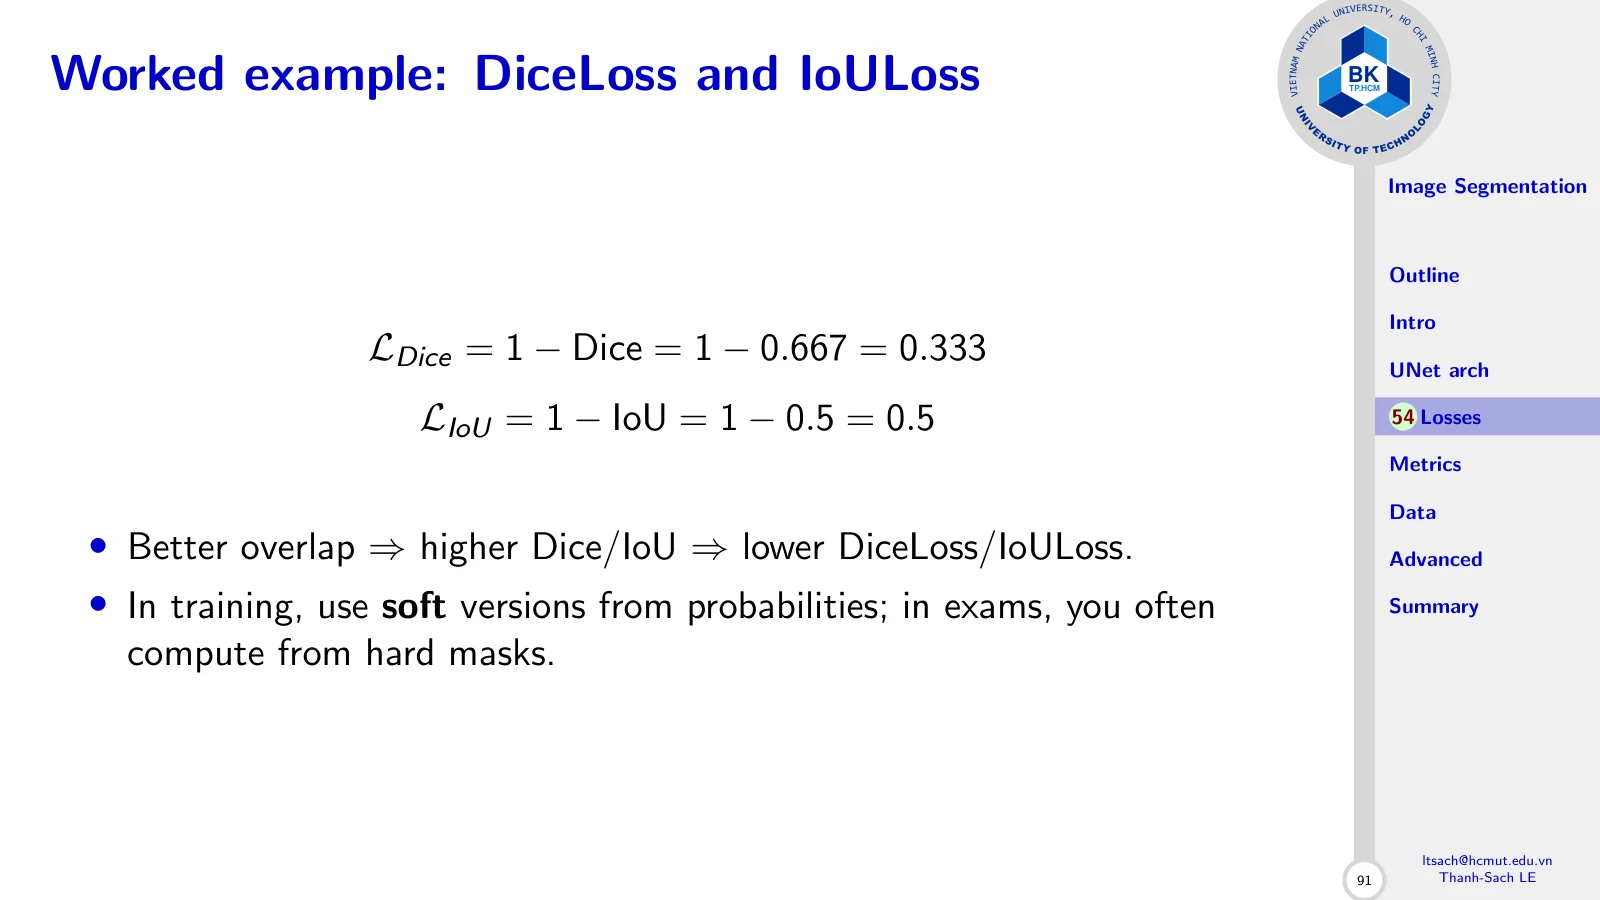 Worked example: DiceLoss and IoULoss
VIETNAM NATIONAL UNIVERSITY, HO CHI MINH CITY
BK
TP.HCM
UNIVERSITY OF TECHNOLOGY
Image Segmentation
Outline
Intro
UNet arch
54 Losses
Metrics
Data
Advanced
Summary
ℒ_Dice = 1 − Dice = 1 − 0.667 = 0.333
ℒ_IoU = 1 − IoU = 1 − 0.5 = 0.5
• Better overlap ⇒ higher Dice/IoU ⇒ lower DiceLoss/IoULoss.
• In training, use soft versions from probabilities; in exams, you often
compute from hard masks.
ltsach@hcmut.edu.vn
Thanh-Sach LE
91